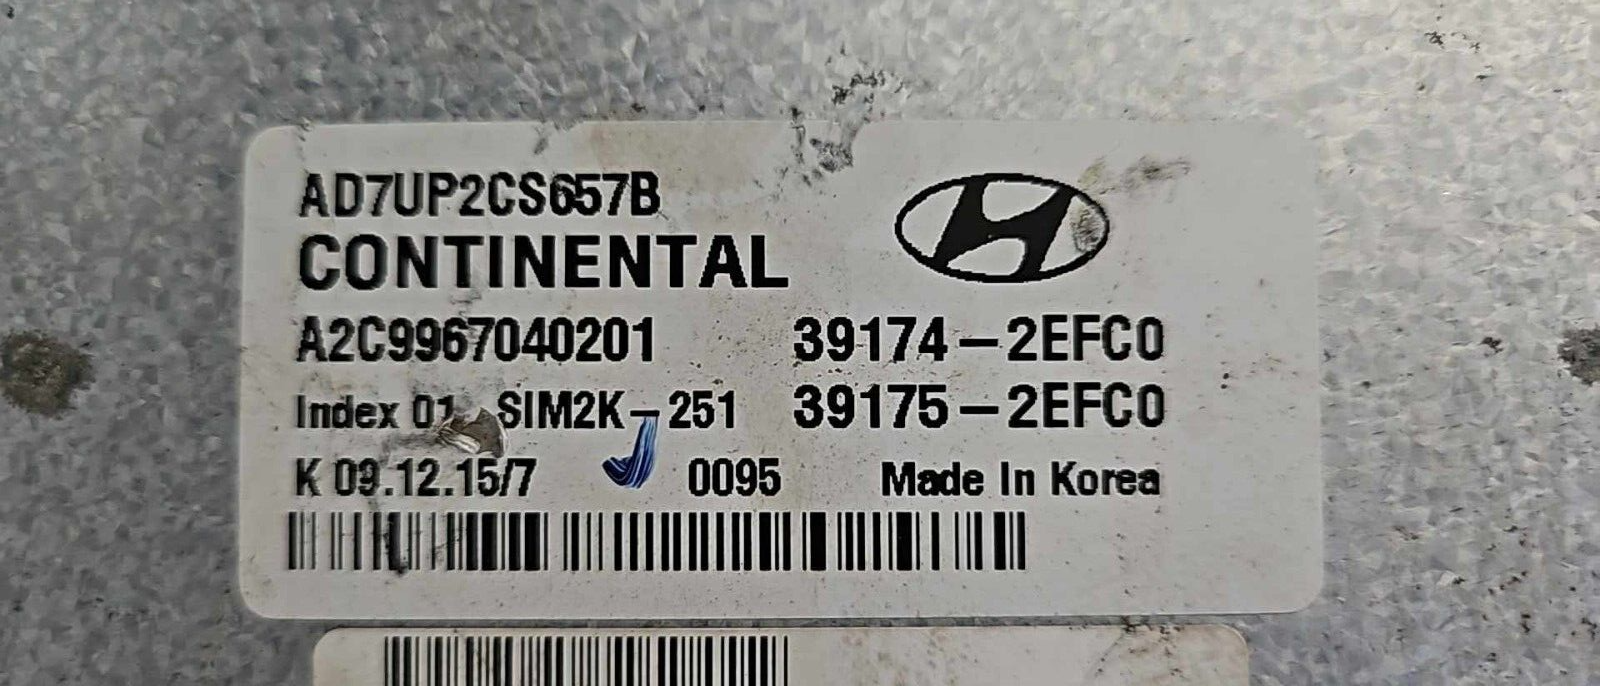 AD7UP2CS657B
CONTINENTAL
A2C9967040201 39174-2EFC0
Index 01 SIM2K-251 39175-2EFC0
K 09.12.15/7 0095 Made In Korea